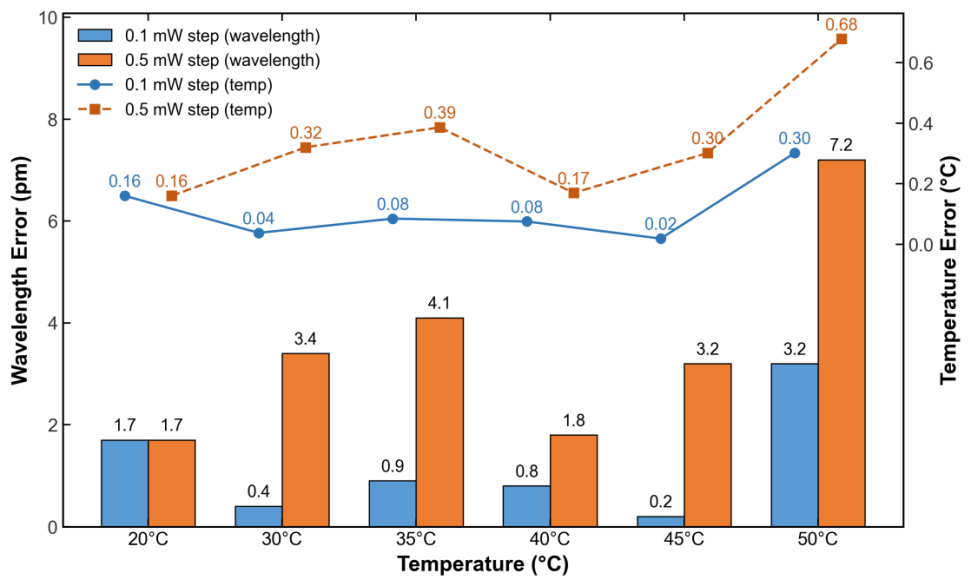 10
8
6
4
2
0
Wavelength Error (pm)
0.1 mW step (wavelength)
0.5 mW step (wavelength)
0.1 mW step (temp)
0.5 mW step (temp)
0.16
0.16
0.04
0.32
0.08
0.39
0.08
0.17
0.02
0.30
0.30
0.68
1.7
1.7
0.4
3.4
0.9
4.1
0.8
1.8
0.2
3.2
3.2
7.2
0.6
0.4
0.2
0.0
Temperature Error (°C)
20°C
30°C
35°C
40°C
45°C
50°C
Temperature (°C)